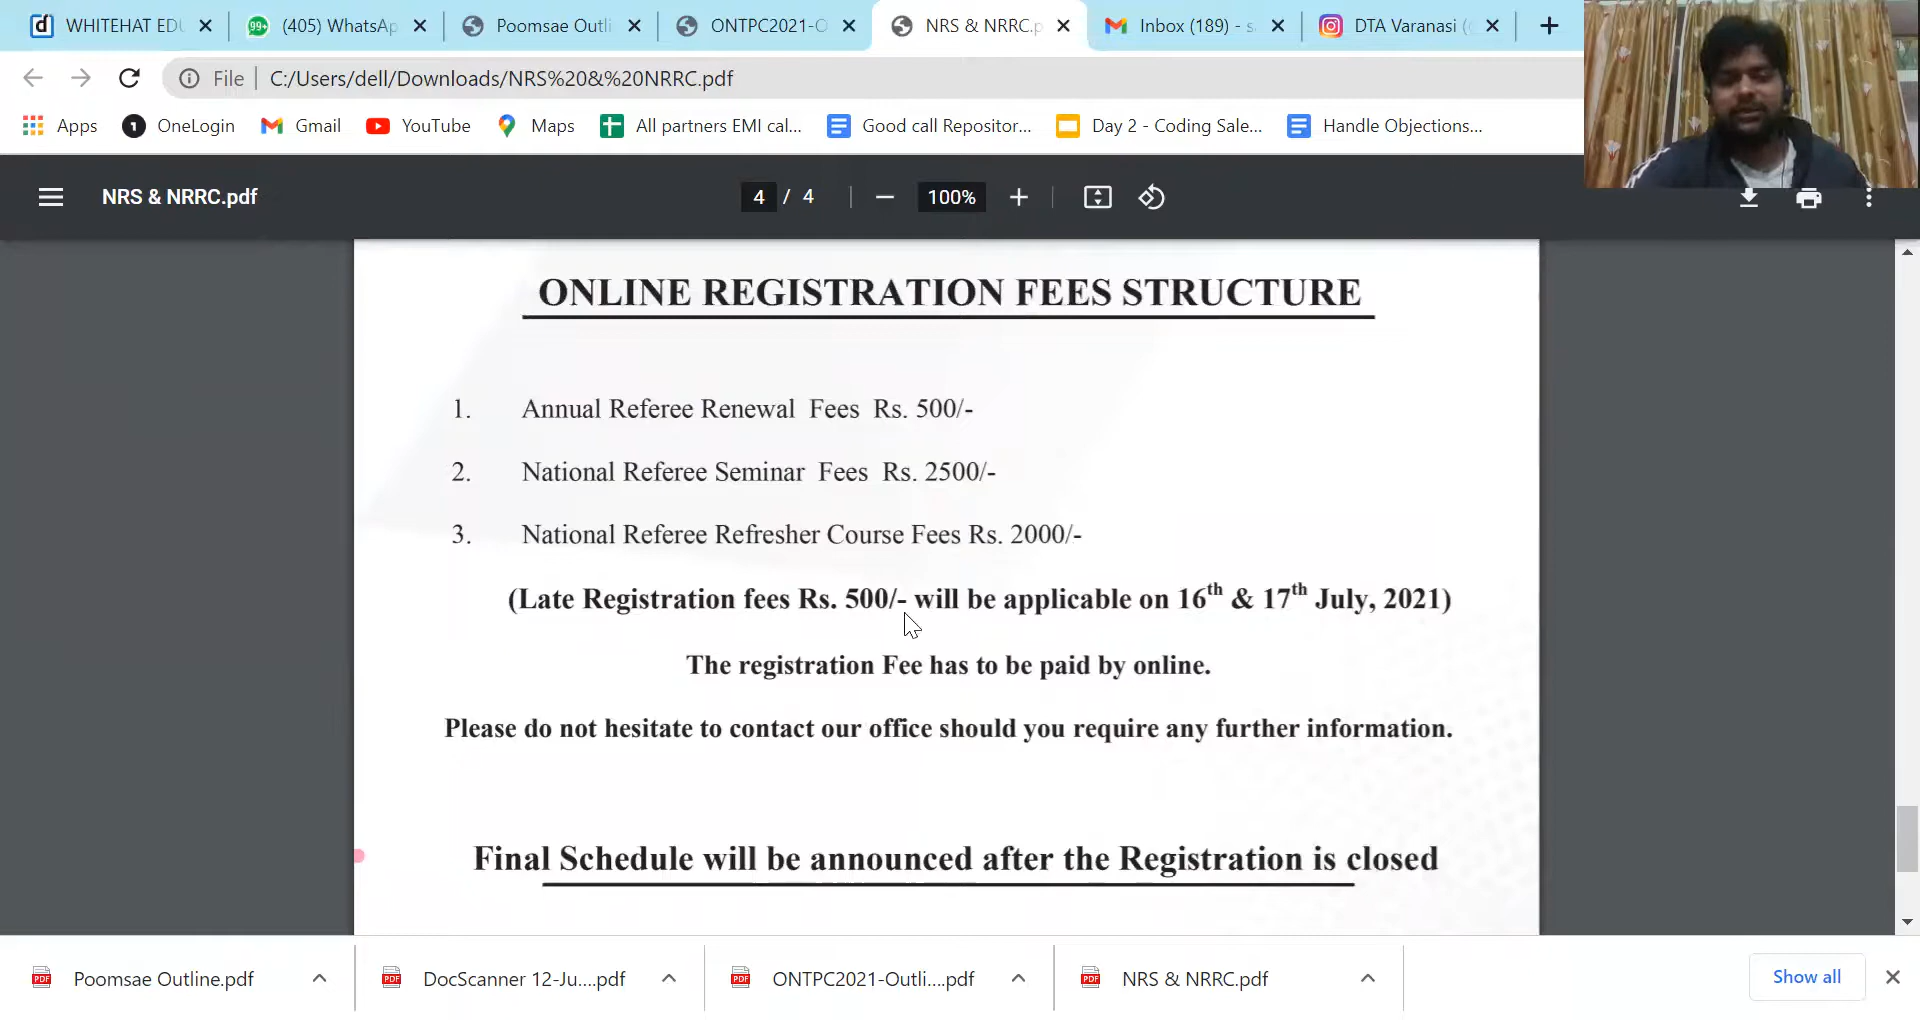 WHITEHAT EDU
(405) WhatsAp
Poomsae Outli
ONTPC2021-O
NRS & NRRC.p
Inbox (189) - s
DTA Varanasi (
File
C:/Users/dell/Downloads/NRS%20&%20NRRC.pdf
Apps
OneLogin
Gmail
YouTube
Maps
All partners EMI cal...
Good call Repositor...
Day 2 - Coding Sale...
Handle Objections...
NRS & NRRC.pdf
4 / 4
100%
ONLINE REGISTRATION FEES STRUCTURE
1. Annual Referee Renewal Fees Rs. 500/-
2. National Referee Seminar Fees Rs. 2500/-
3. National Referee Refresher Course Fees Rs. 2000/-
(Late Registration fees Rs. 500/- will be applicable on 16th & 17th July, 2021)
The registration Fee has to be paid by online.
Please do not hesitate to contact our office should you require any further information.
Final Schedule will be announced after the Registration is closed
Poomsae Outline.pdf
DocScanner 12-Ju....pdf
ONTPC2021-Outli....pdf
NRS & NRRC.pdf
Show all